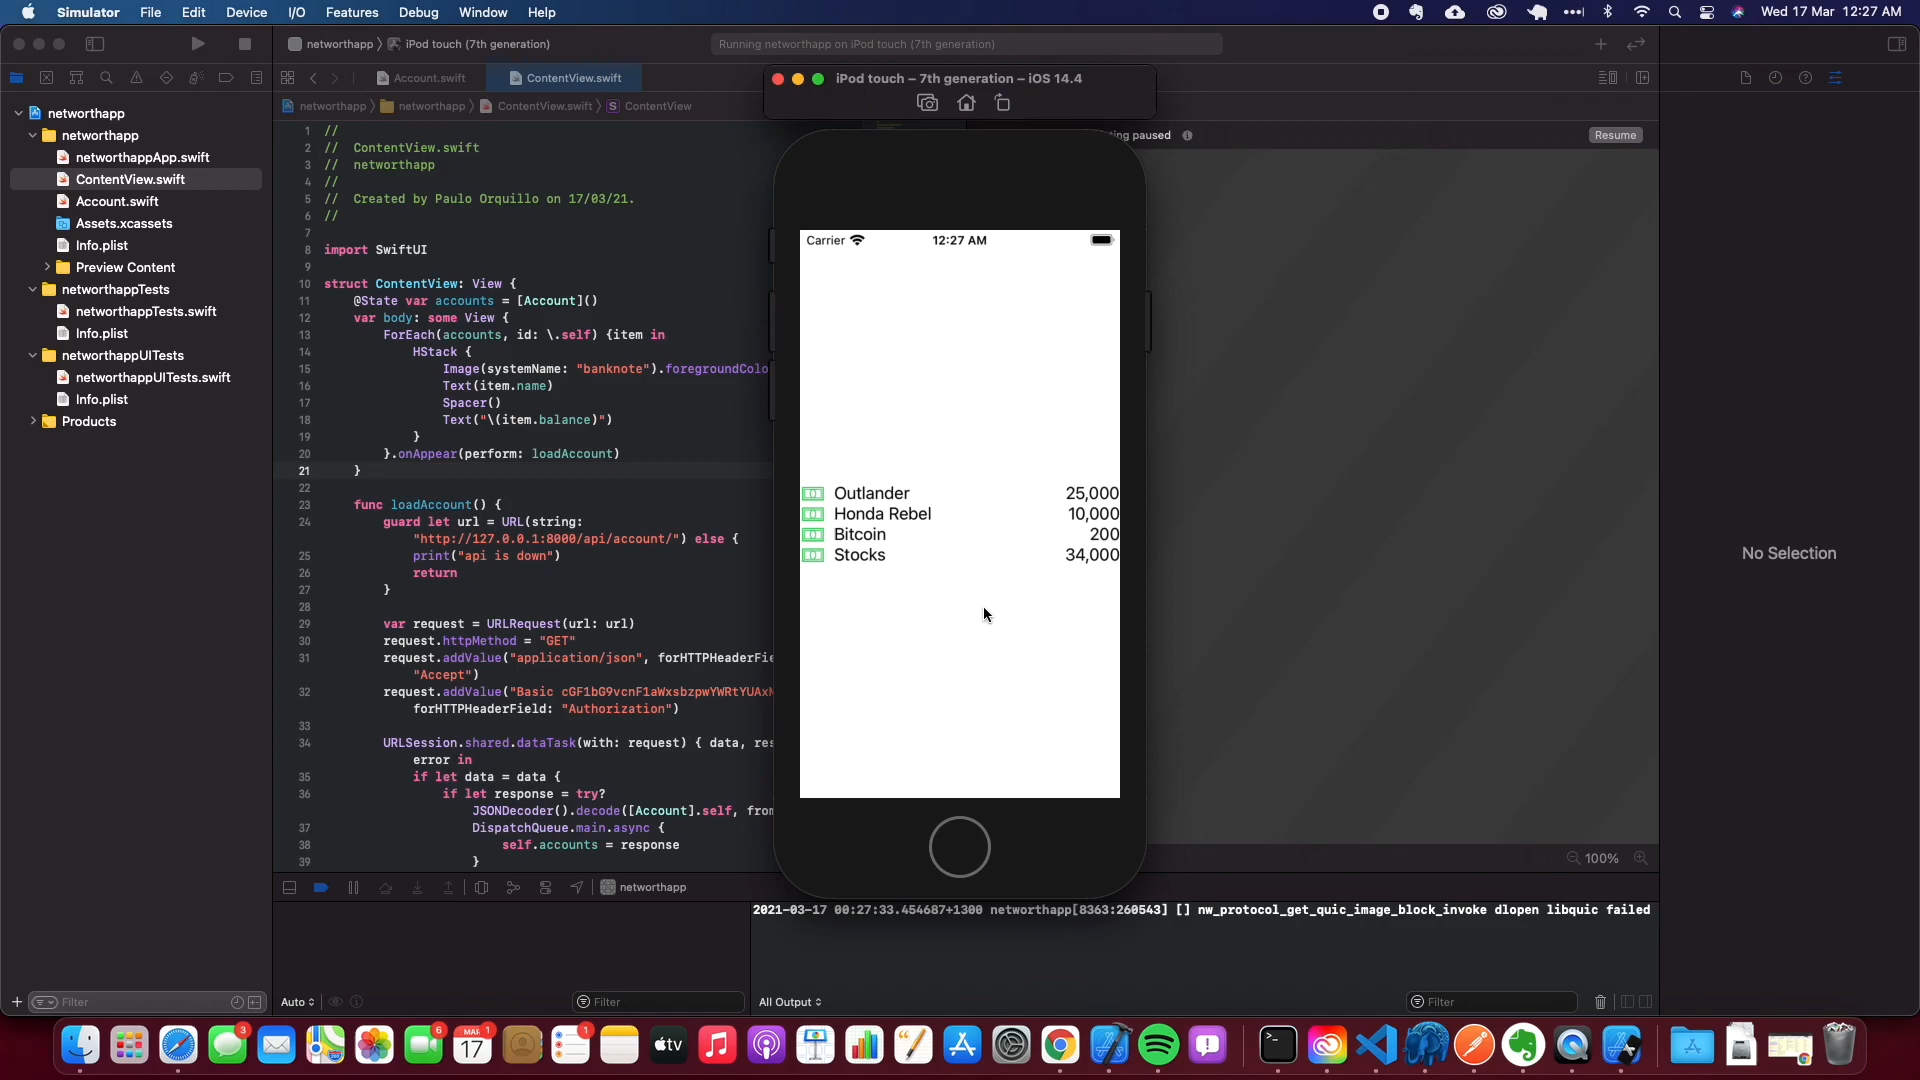 Simulator File Edit Device I/O Features Debug Window Help Wed 17 Mar 12:27 AM
networthapp iPod touch (7th generation) Running networthapp on iPod touch (7th generation)
Account.swift ContentView.swift
iPod touch – 7th generation – iOS 14.4
networthapp networthapp ContentView.swift S ContentView
paused Resume
networthapp
networthapp
networthappApp.swift
ContentView.swift
Account.swift
Assets.xcassets
Info.plist
Preview Content
networthappTests
networthappTests.swift
Info.plist
networthappUITests
networthappUITests.swift
Info.plist
Products
Filter
1 //
2 // ContentView.swift
3 // networthapp
4 //
5 // Created by Paulo Orquillo on 17/03/21.
6 //
7
8 import SwiftUI
9
10 struct ContentView: View {
11 @State var accounts = [Account]()
12 var body: some View {
13 ForEach(accounts, id: \.self) {item in
14 HStack {
15 Image(systemName: "banknote").foregroundColo
16 Text(item.name)
17 Spacer()
18 Text("\(item.balance)")
19 }
20 }.onAppear(perform: loadAccount)
21 }
22
23 func loadAccount() {
24 guard let url = URL(string:
"http://127.0.0.1:8000/api/account/") else {
25 print("api is down")
26 return
27 }
28
29 var request = URLRequest(url: url)
30 request.httpMethod = "GET"
31 request.addValue("application/json", forHTTPHeaderFie
"Accept")
32 request.addValue("Basic
forHTTPHeaderField: "Authorization")
33
34 URLSession.shared.dataTask(with: request) { data, res
error in
35 if let data = data {
36 if let response = try?
JSONDecoder().decode([Account].self, from
37 DispatchQueue.main.async {
38 self.accounts = response
39 }
Carrier 12:27 AM
Outlander 25,000
Honda Rebel 10,000
Bitcoin 200
Stocks 34,000
No Selection
100%
networthapp
2021-03-17 00:27:33.454687+1300 networthapp[8363:260543] [] nw_protocol_get_quic_image_block_invoke dlopen libquic failed
Auto Filter All Output Filter
3 6 MAR 17 1 1 tv